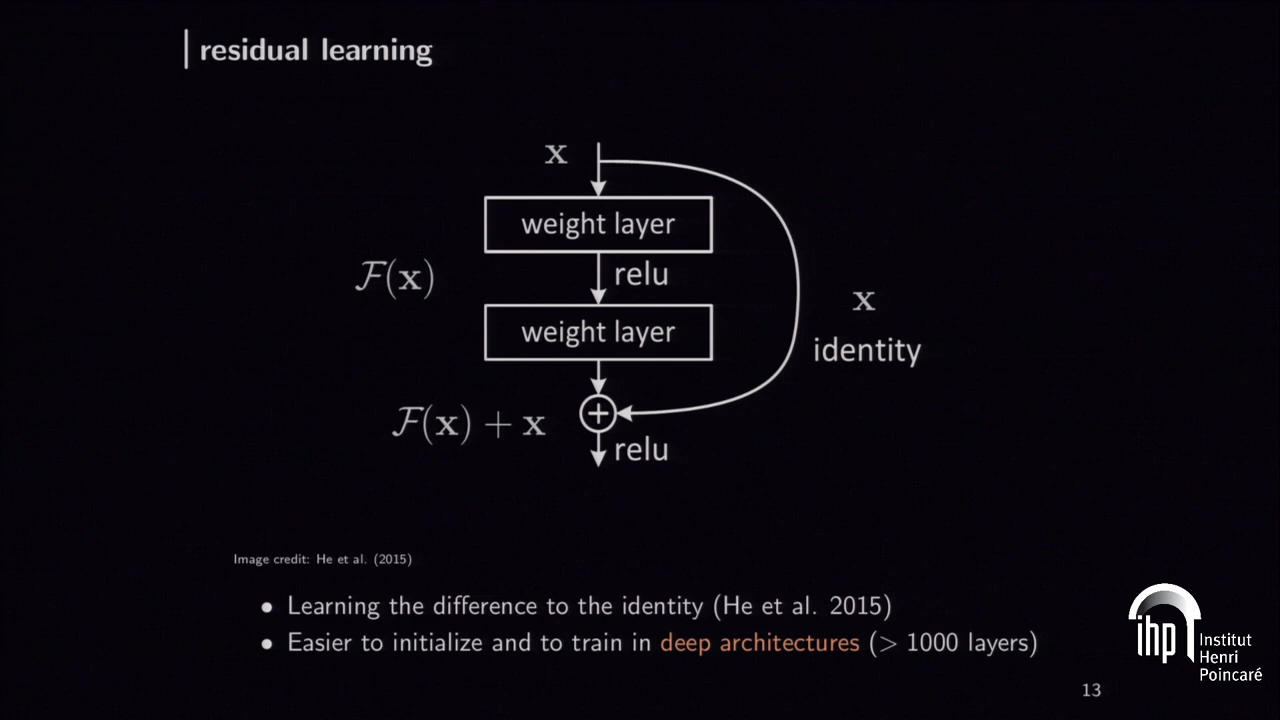 residual learning
x
weight layer
F(x)
relu
x
weight layer
identity
F(x) + x
relu
Image credit: He et al. (2015)
• Learning the difference to the identity (He et al. 2015)
• Easier to initialize and to train in deep architectures (> 1000 layers)
ihp
Institut
Henri
Poincaré
13